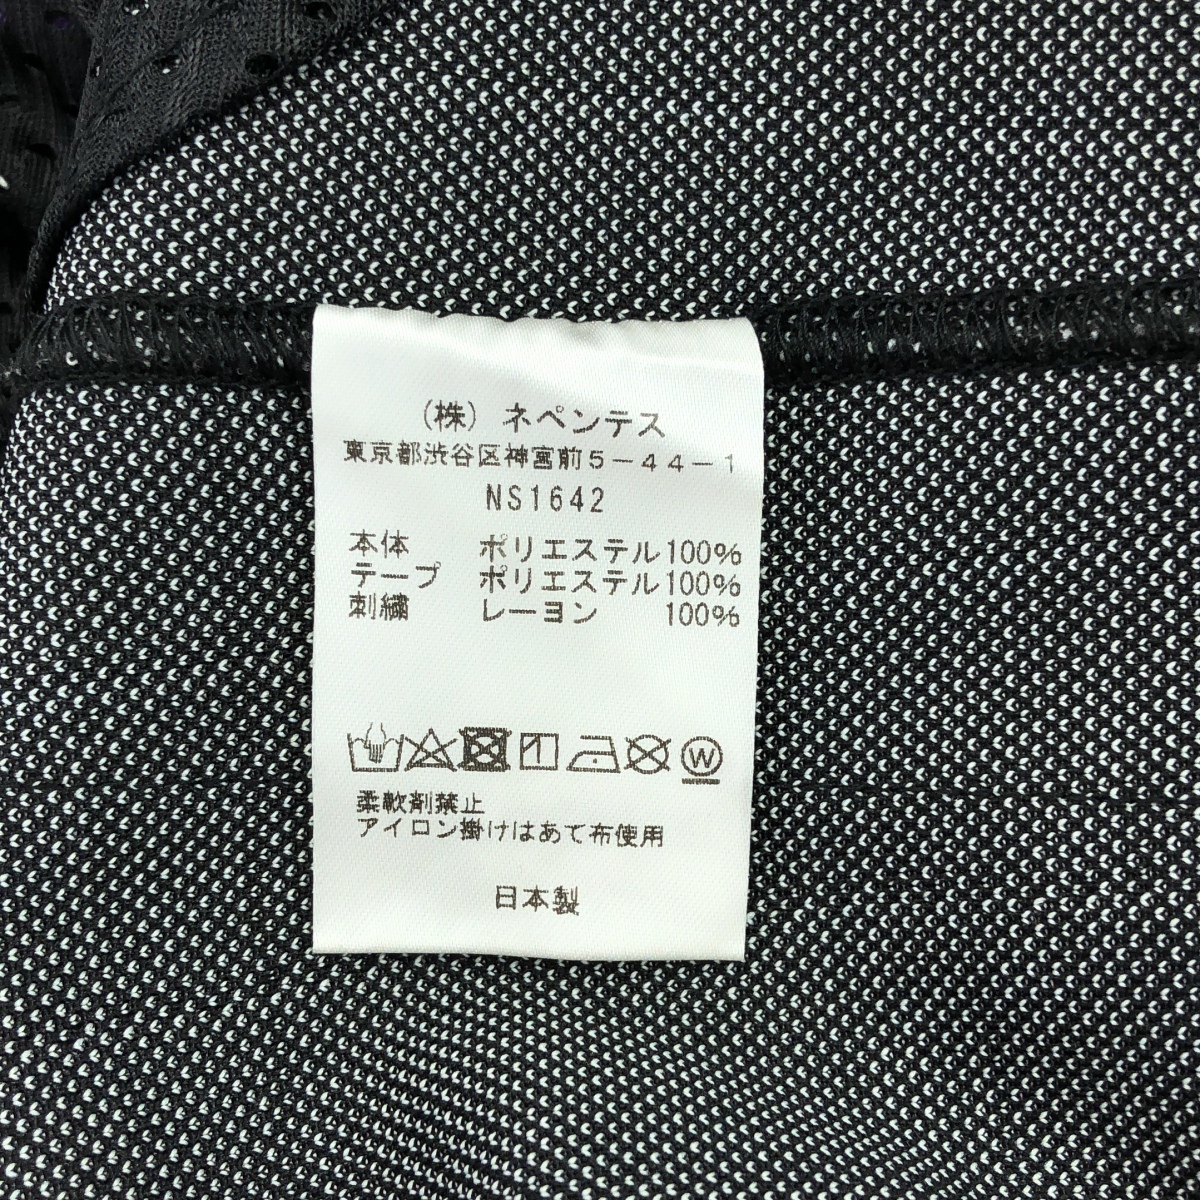 (株) ネペンテス
東京都渋谷区神宮前5-44-1
NS1642
本体 ポリエステル100%
テープ ポリエステル100%
刺繍 レーヨン 100%
W
柔軟剤禁止
アイロン掛けはあて布使用
日本製